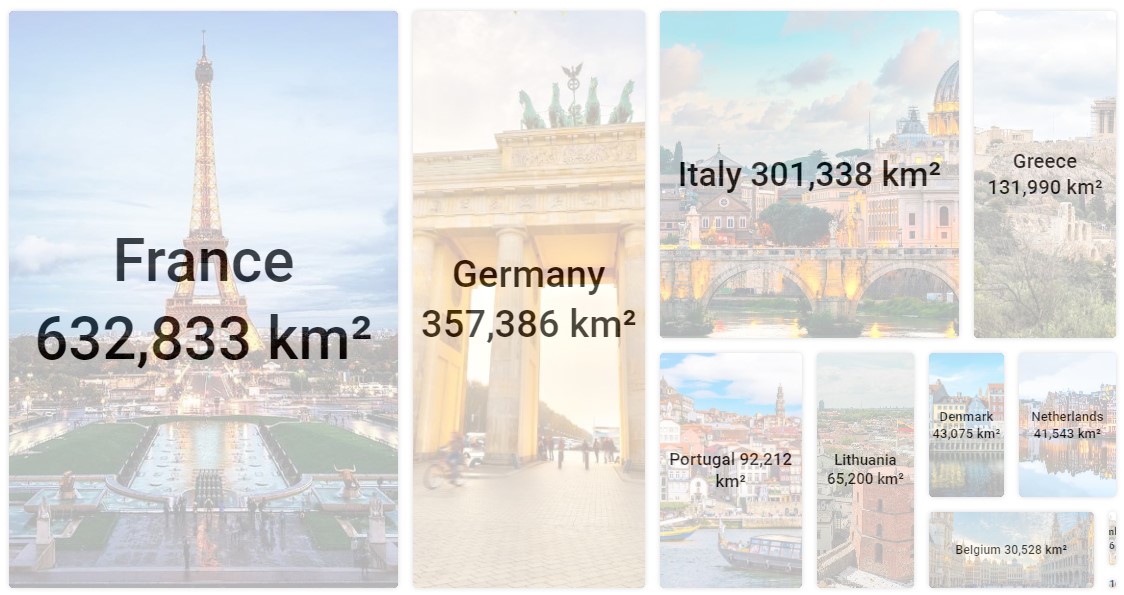 France
632,833 km²
Germany
357,386 km²
Italy 301,338 km²
Greece
131,990 km²
Portugal 92,212
km²
Lithuania
65,200 km²
Denmark
43,075 km²
Netherlands
41,543 km²
Belgium 30,528 km²